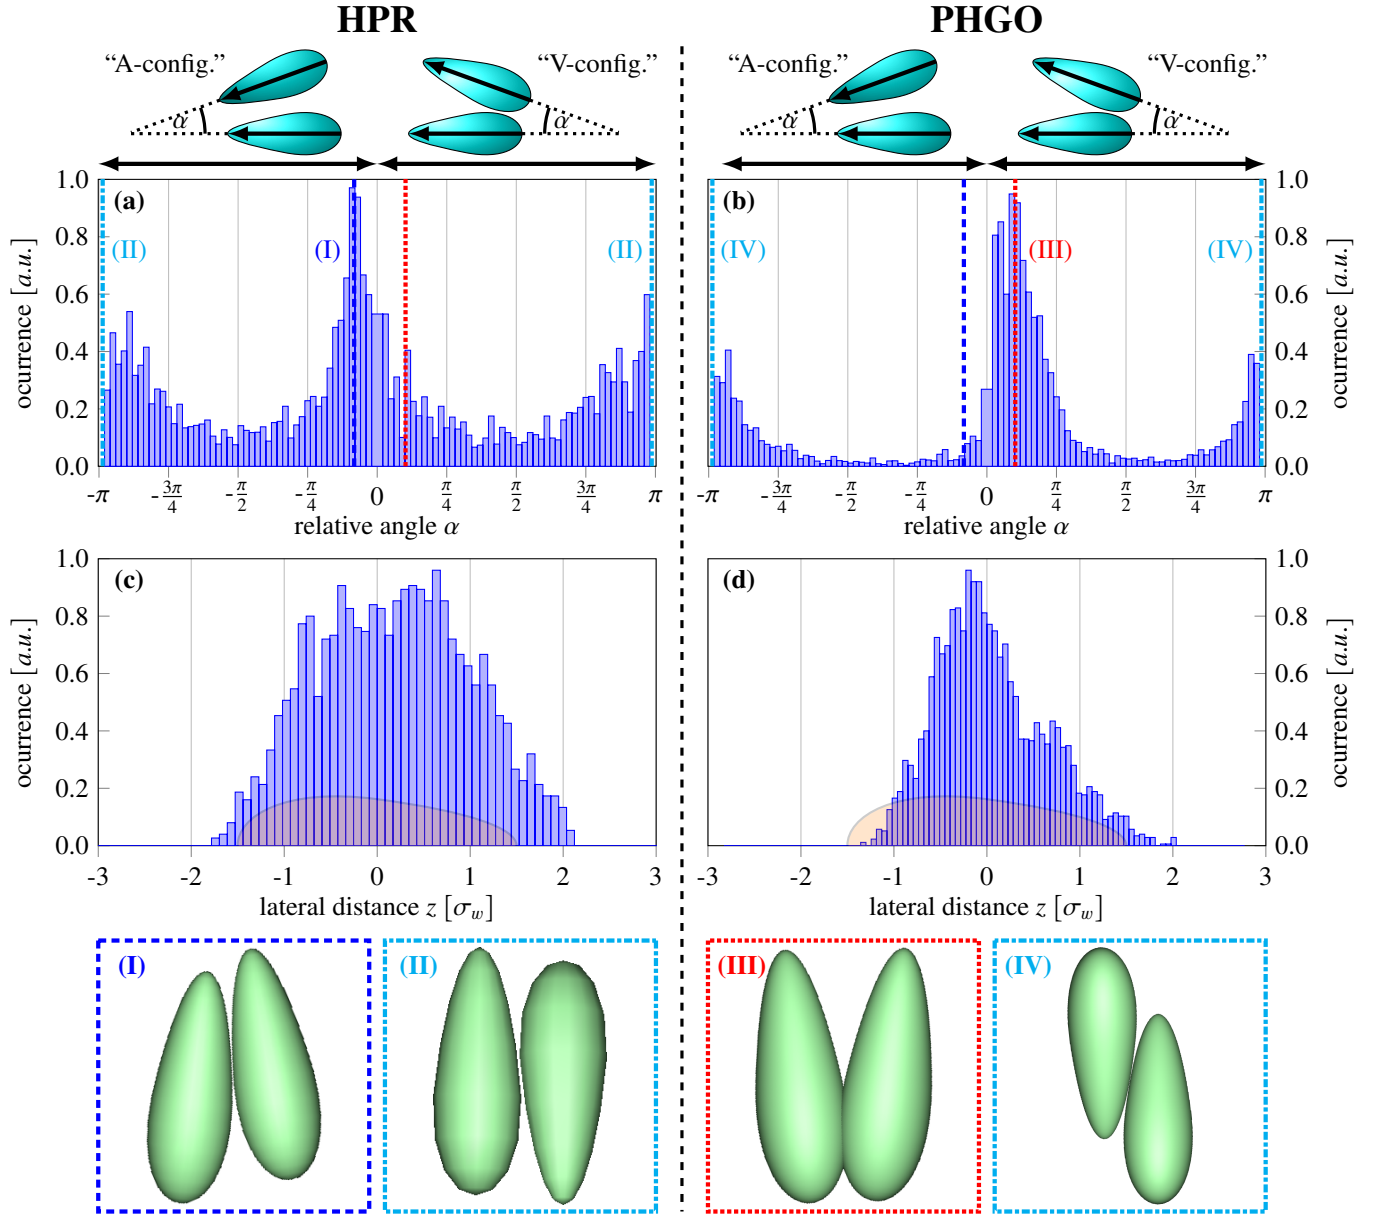 HPR PHGO
“A-config.” “V-config.” “A-config.” “V-config.”
α α α α
(a) (b)
1.0 0.8 0.6 0.4 0.2 0.0
ocurrence [a.u.]
(II) (I) (II)
-π -3π/4 -π/2 -π/4 0 π/4 π/2 3π/4 π
relative angle α
(IV) (III) (IV)
1.0 0.8 0.6 0.4 0.2 0.0
ocurrence [a.u.]
-π -3π/4 -π/2 -π/4 0 π/4 π/2 3π/4 π
relative angle α
(c)
1.0 0.8 0.6 0.4 0.2 0.0
ocurrence [a.u.]
-3 -2 -1 0 1 2 3
lateral distance z [σw]
(d)
1.0 0.8 0.6 0.4 0.2 0.0
ocurrence [a.u.]
-3 -2 -1 0 1 2 3
lateral distance z [σw]
(I) (II) (III) (IV)